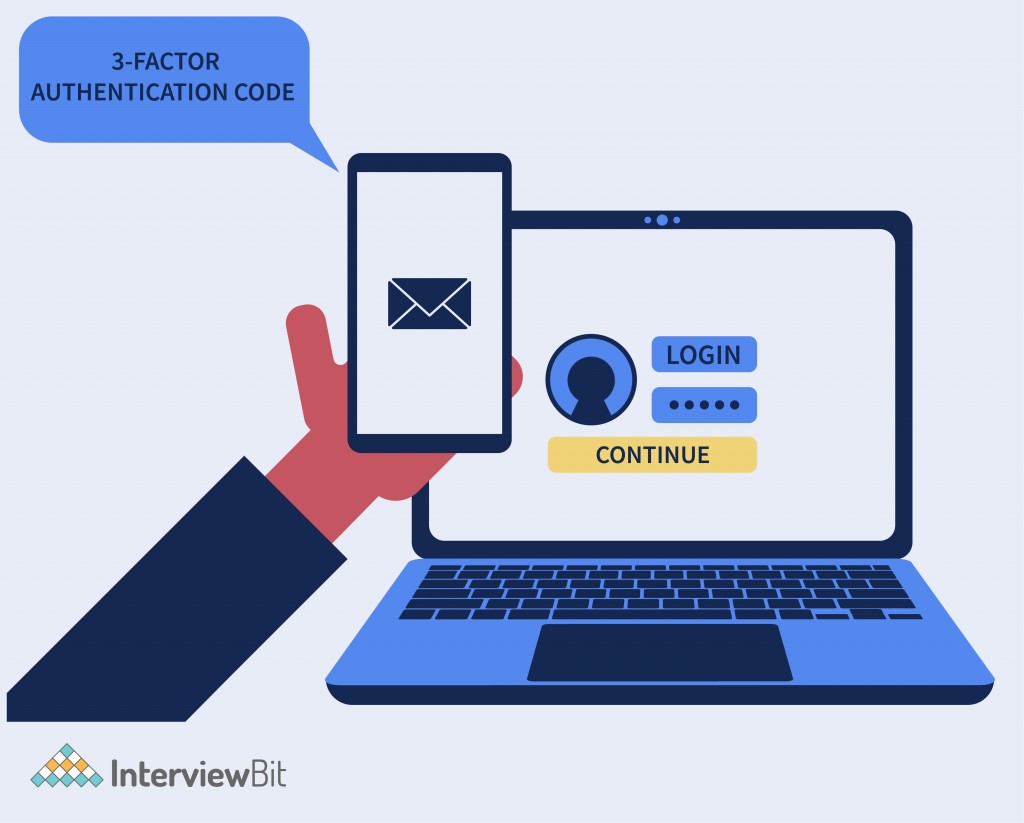 3-FACTOR
AUTHENTICATION CODE
LOGIN
CONTINUE
InterviewBit